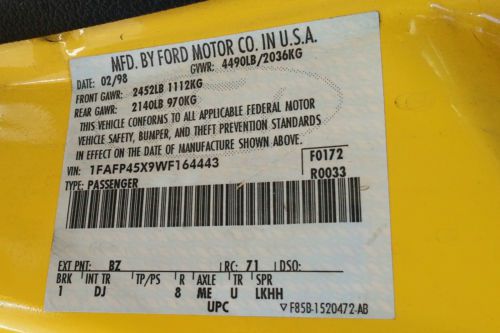 MFD. BY FORD MOTOR CO. IN U.S.A.
DATE: 02/98 GVWR: 4490LB/2036KG
FRONT GAWR: 2452LB 1112KG
REAR GAWR: 2140LB 970KG
THIS VEHICLE CONFORMS TO ALL APPLICABLE FEDERAL MOTOR
VEHICLE SAFETY, BUMPER, AND THEFT PREVENTION STANDARDS
IN EFFECT ON THE DATE OF MANUFACTURE SHOWN ABOVE.
VIN: 1FAFP45X9WF164443 F0172
TYPE: PASSENGER R0033
EXT PNT: BZ RC: 71 DSO:
BRK INT TR TP/PS R AXLE TR SPR
1 DJ 8 ME U LKHH
UPC ▽ F85B-1520472-AB